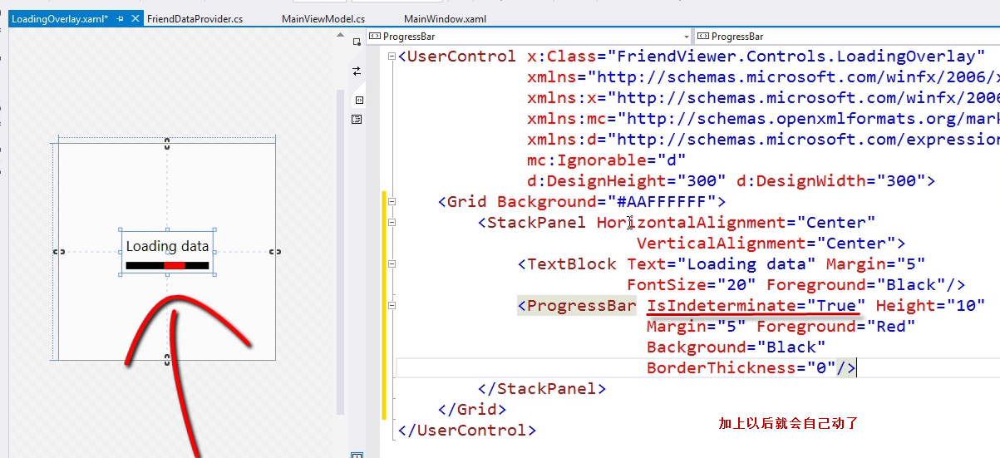 LoadingOverlay.xaml*
FriendDataProvider.cs
MainViewModel.cs
MainWindow.xaml
ProgressBar
ProgressBar
Loading data
<UserControl x:Class="FriendViewer.Controls.LoadingOverlay"
xmlns="http://schemas.microsoft.com/winfx/2006/x
xmlns:x="http://schemas.microsoft.com/winfx/2006
xmlns:mc="http://schemas.openxmlformats.org/mark
xmlns:d="http://schemas.microsoft.com/expression
mc:Ignorable="d"
d:DesignHeight="300" d:DesignWidth="300">
<Grid Background="#AAFFFFFF">
<StackPanel HorizontalAlignment="Center"
VerticalAlignment="Center">
<TextBlock Text="Loading data" Margin="5"
FontSize="20" Foreground="Black"/>
<ProgressBar IsIndeterminate="True" Height="10"
Margin="5" Foreground="Red"
Background="Black"
BorderThickness="0"/>
</StackPanel>
</Grid>
</UserControl>
加上以后就会自己动了